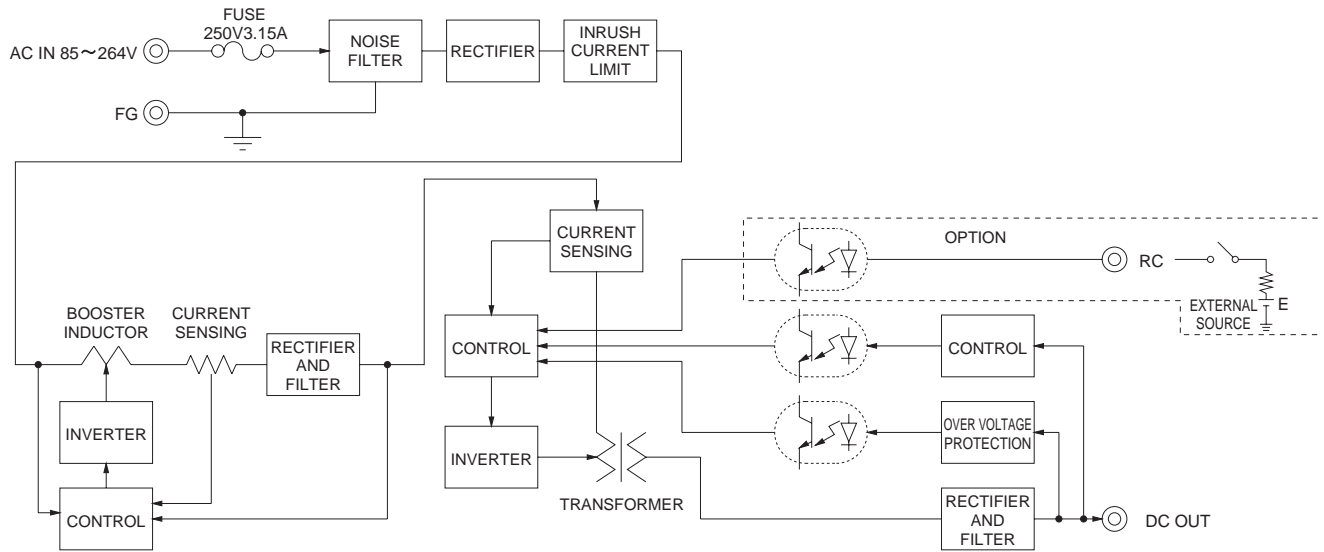 FUSE
250V3.15A
AC IN 85～264V
NOISE
FILTER
RECTIFIER
INRUSH
CURRENT
LIMIT
FG
CURRENT
SENSING
OPTION
RC
E
EXTERNAL
SOURCE
BOOSTER
INDUCTOR
CURRENT
SENSING
RECTIFIER
AND
FILTER
CONTROL
CONTROL
INVERTER
INVERTER
OVER VOLTAGE
PROTECTION
TRANSFORMER
CONTROL
RECTIFIER
AND
FILTER
DC OUT